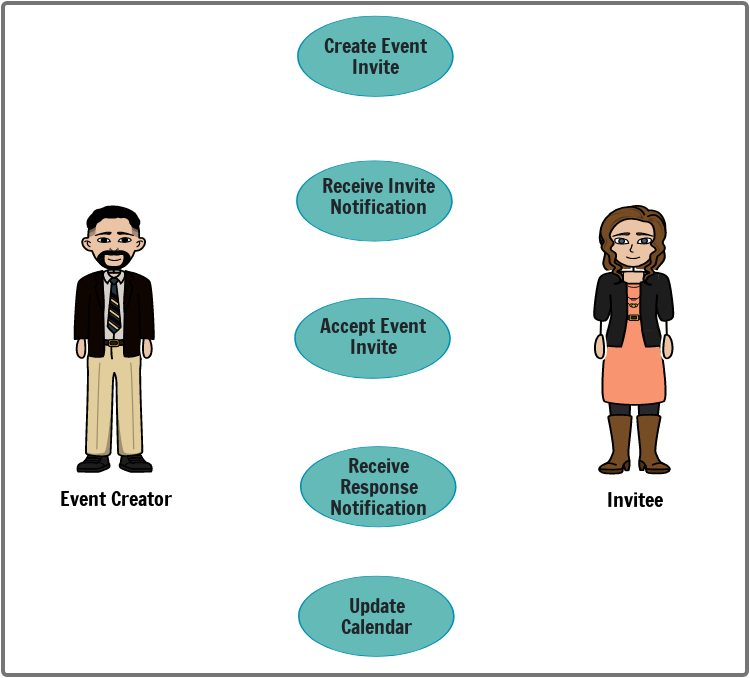 Create Event
Invite
Receive Invite
Notification
Accept Event
Invite
Receive
Response
Notification
Event Creator
Invitee
Update
Calendar